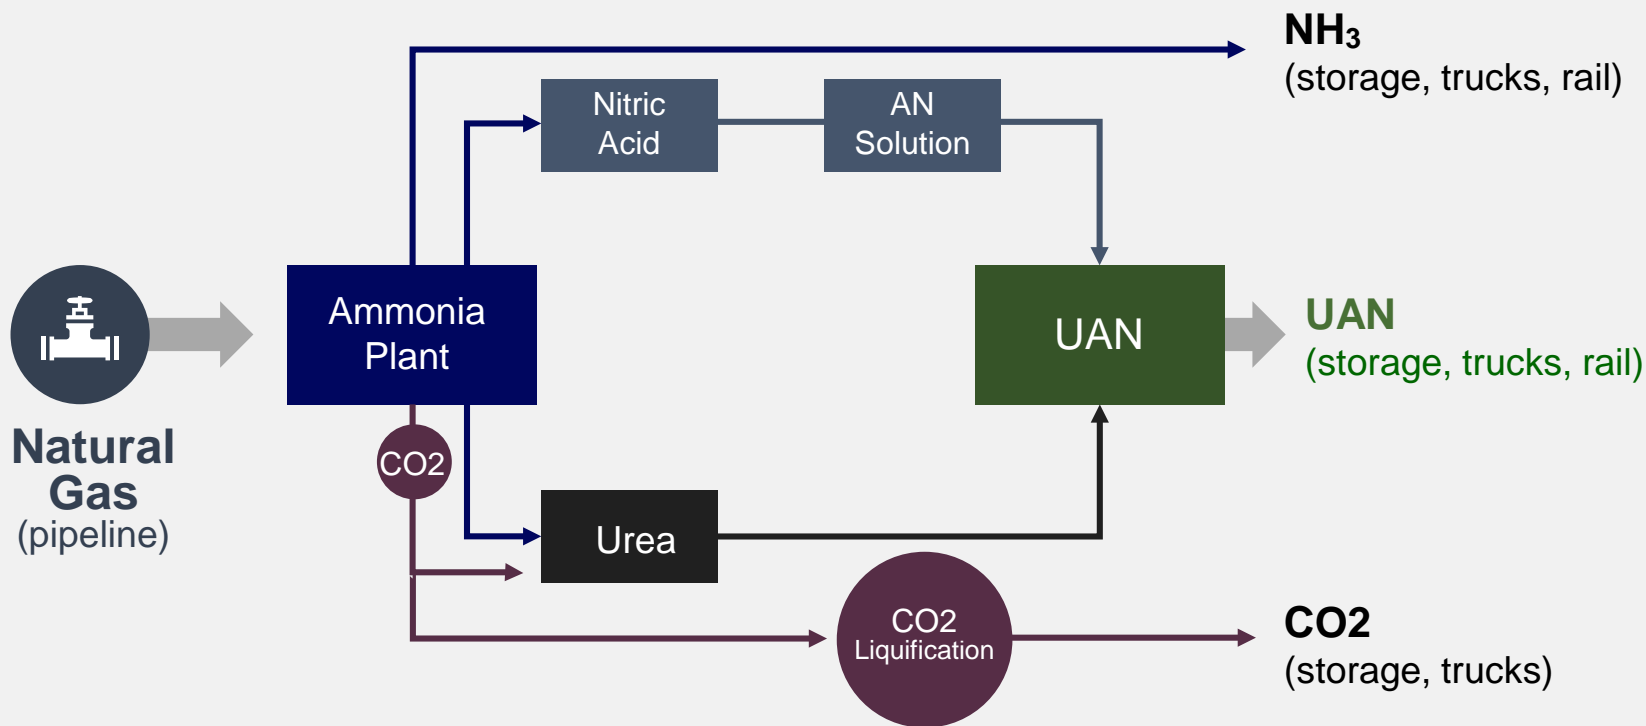 NH₃
(storage, trucks, rail)
Nitric
Acid
AN
Solution
Ammonia
Plant
UAN
UAN
(storage, trucks, rail)
Natural
Gas
(pipeline)
CO2
Urea
CO2
Liquification
CO2
(storage, trucks)